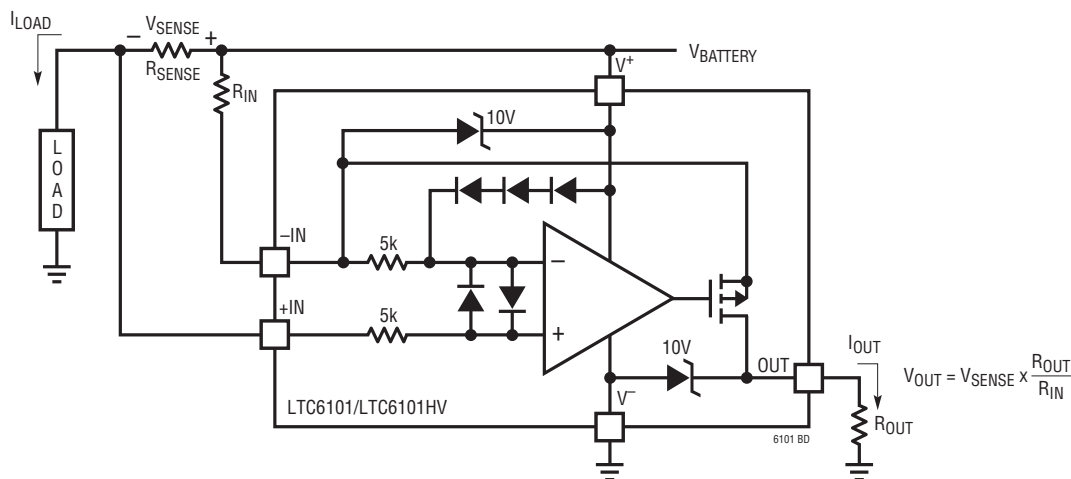 ILOAD
– VSENSE +
RSENSE
RIN
VBATTERY
V+
10V
L
O
A
D
–IN
5k
–
+IN
5k
+
10V
OUT
IOUT
VOUT = VSENSE x ROUT
RIN
V–
ROUT
LTC6101/LTC6101HV
6101 BD